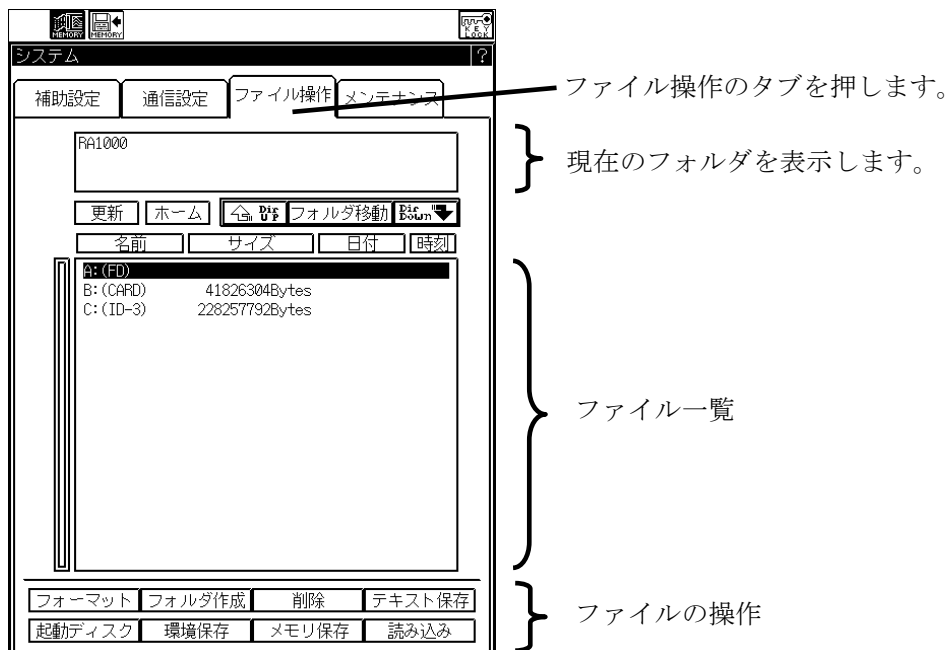 MEMORY MEMORY KEY LOCK
システム ?
補助設定 通信設定 ファイル操作 メンテナンス
ファイル操作のタブを押します。
RA1000
現在のフォルダを表示します。
更新 ホーム Dir UP フォルダ移動 Dir Down
名前 サイズ 日付 時刻
A:(FD)
B:(CARD) 41826304Bytes
C:(ID-3) 228257792Bytes
ファイル一覧
フォーマット フォルダ作成 削除 テキスト保存
ファイルの操作
起動ディスク 環境保存 メモリ保存 読み込み